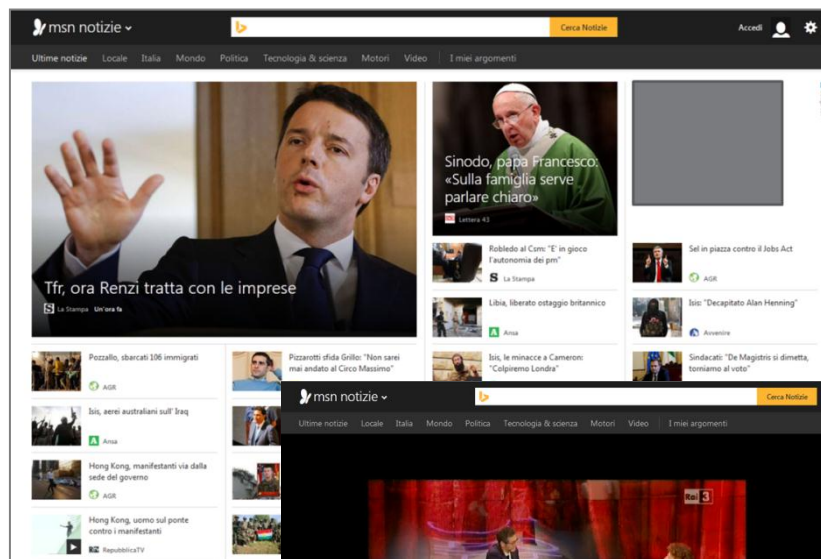 msn notizie
Cerca Notizie
Accedi
Ultime notizie Locale Italia Mondo Politica Tecnologia & scienza Motori Video I miei argomenti
Tfr, ora Renzi tratta con le imprese
La Stampa Un'ora fa
Sinodo, papa Francesco:
«Sulla famiglia serve
parlare chiaro»
Lettera 43
Robledo al Csm: "E' in gioco
l'autonomia dei pm"
S La Stampa
Libia, liberato ostaggio britannico
A Ansa
Isis, le minacce a Cameron:
"Colpiremo Londra"
Sel in piazza contro il Jobs Act
AGR
Isis: "Decapitato Alan Henning"
Avvenire
Sindacati: "De Magistris si dimetta,
torniamo al voto"
Pozzallo, sbarcati 106 immigrati
AGR
Isis, aerei australiani sull' Iraq
A Ansa
Hong Kong, manifestanti via dalla
sede del governo
AGR
Hong Kong, uomo sul ponte
contro i manifestanti
RepubblicaTV
Pizzarotti sfida Grillo: "Non sarei
mai andato al Circo Massimo"
msn notizie
Cerca Notizie
Ultime notizie Locale Italia Mondo Politica Tecnologia & scienza Motori Video I miei argomenti
Rai 3